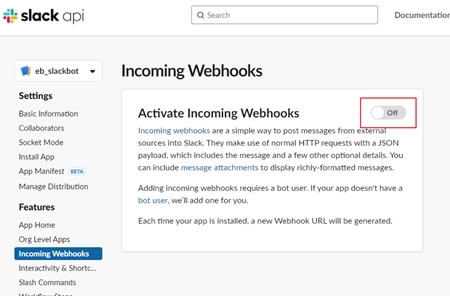 slack api
Search
Documentation
eb_slackbot
Incoming Webhooks
Settings
Basic Information
Collaborators
Socket Mode
Install App
App Manifest BETA
Manage Distribution
Features
App Home
Org Level Apps
Incoming Webhooks
Interactivity & Shortc...
Slash Commands
Activate Incoming Webhooks
Off
Incoming webhooks are a simple way to post messages from external
sources into Slack. They make use of normal HTTP requests with a JSON
payload, which includes the message and a few other optional details. You
can include message attachments to display richly-formatted messages.
Adding incoming webhooks requires a bot user. If your app doesn't have a
bot user, we'll add one for you.
Each time your app is installed, a new Webhook URL will be generated.